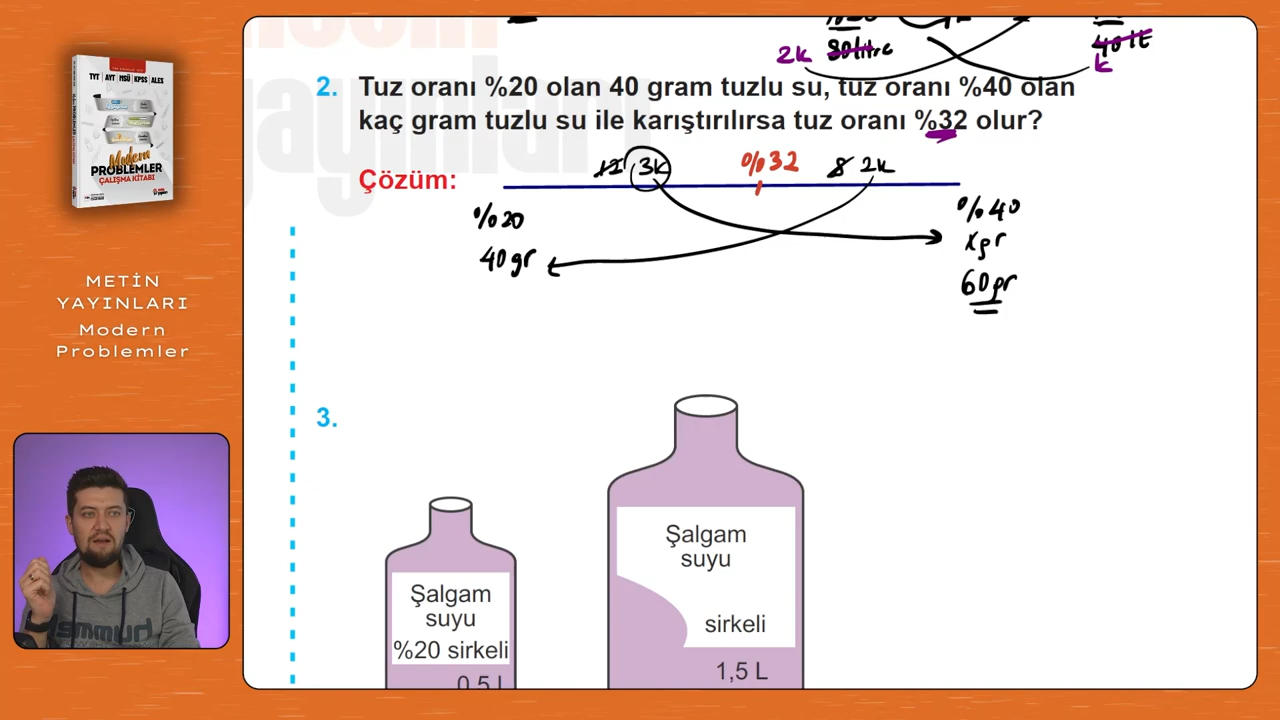 TYT | AYT | MSÜ | KPSS | ALES
Modern
PROBLEMLER
ÇALIŞMA KİTABI
METİN
YAYINLARI
Modern
Problemler
2k
k
2. Tuz oranı %20 olan 40 gram tuzlu su, tuz oranı %40 olan
kaç gram tuzlu su ile karıştırılırsa tuz oranı %32 olur?
Çözüm:
12 3k %32 8 2k
%20 %40
40gr xgr
60gr
3.
Şalgam
suyu
%20 sirkeli
0,5 L
Şalgam
suyu
sirkeli
1,5 L